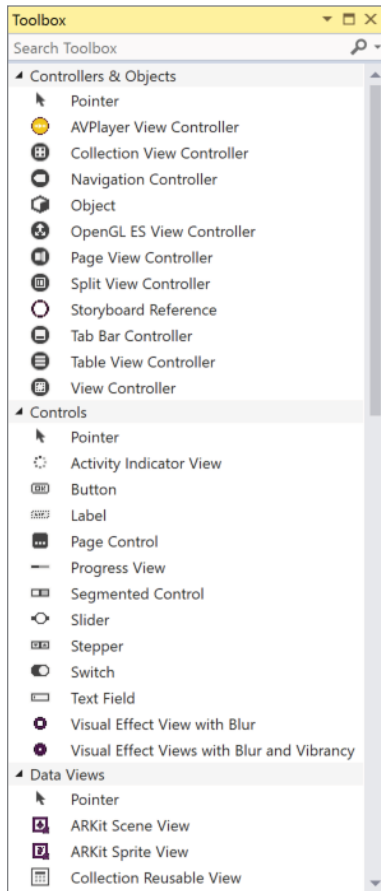 Toolbox
Search Toolbox
Controllers & Objects
Pointer
AVPlayer View Controller
Collection View Controller
Navigation Controller
Object
OpenGL ES View Controller
Page View Controller
Split View Controller
Storyboard Reference
Tab Bar Controller
Table View Controller
View Controller
Controls
Pointer
Activity Indicator View
Button
Label
Page Control
Progress View
Segmented Control
Slider
Stepper
Switch
Text Field
Visual Effect View with Blur
Visual Effect Views with Blur and Vibrancy
Data Views
Pointer
ARKit Scene View
ARKit Sprite View
Collection Reusable View